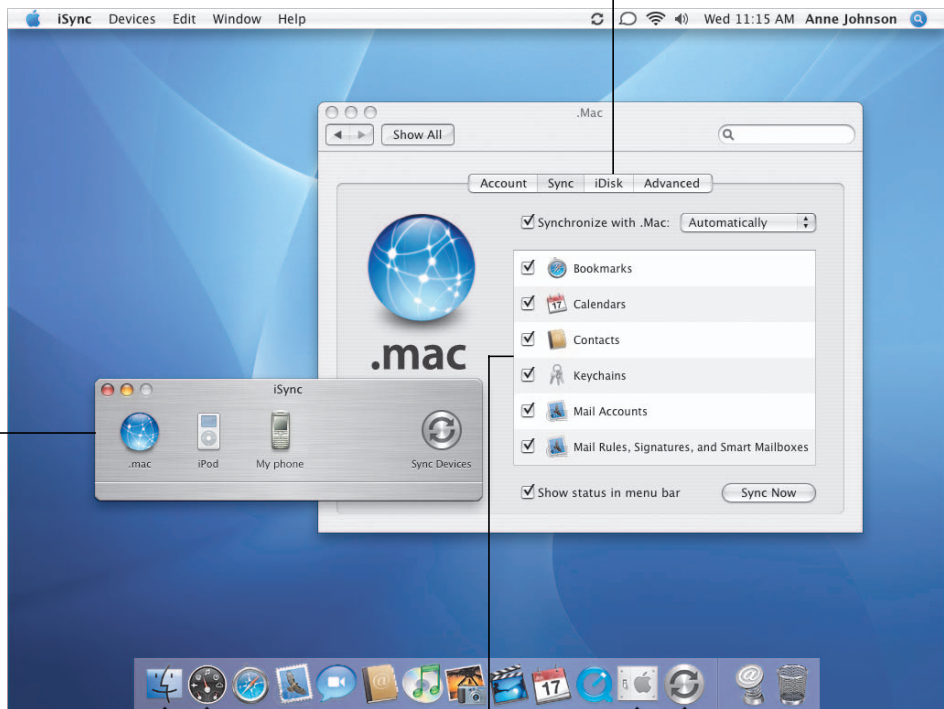 iSync Devices Edit Window Help Wed 11:15 AM Anne Johnson
.Mac
Show All
Account Sync iDisk Advanced
Synchronize with .Mac: Automatically
Bookmarks
17 Calendars
Contacts
Keychains
Mail Accounts
Mail Rules, Signatures, and Smart Mailboxes
.mac
Show status in menu bar Sync Now
iSync
.mac iPod My phone Sync Devices
@ 17 @